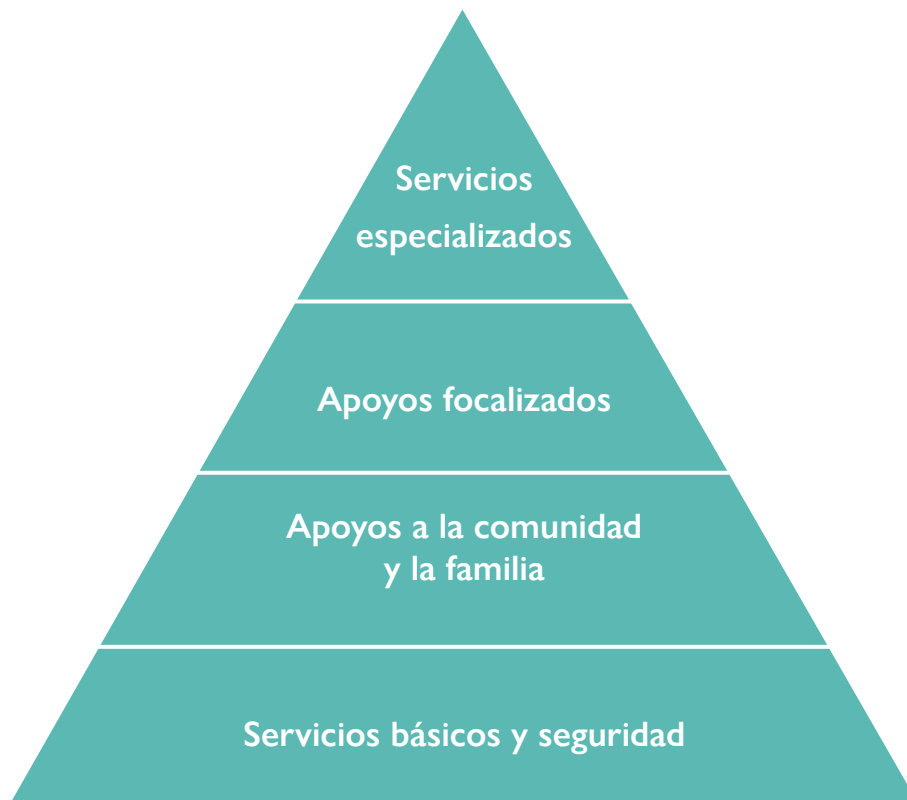 Servicios
especializados
Apoyos focalizados
Apoyos a la comunidad
y la familia
Servicios básicos y seguridad